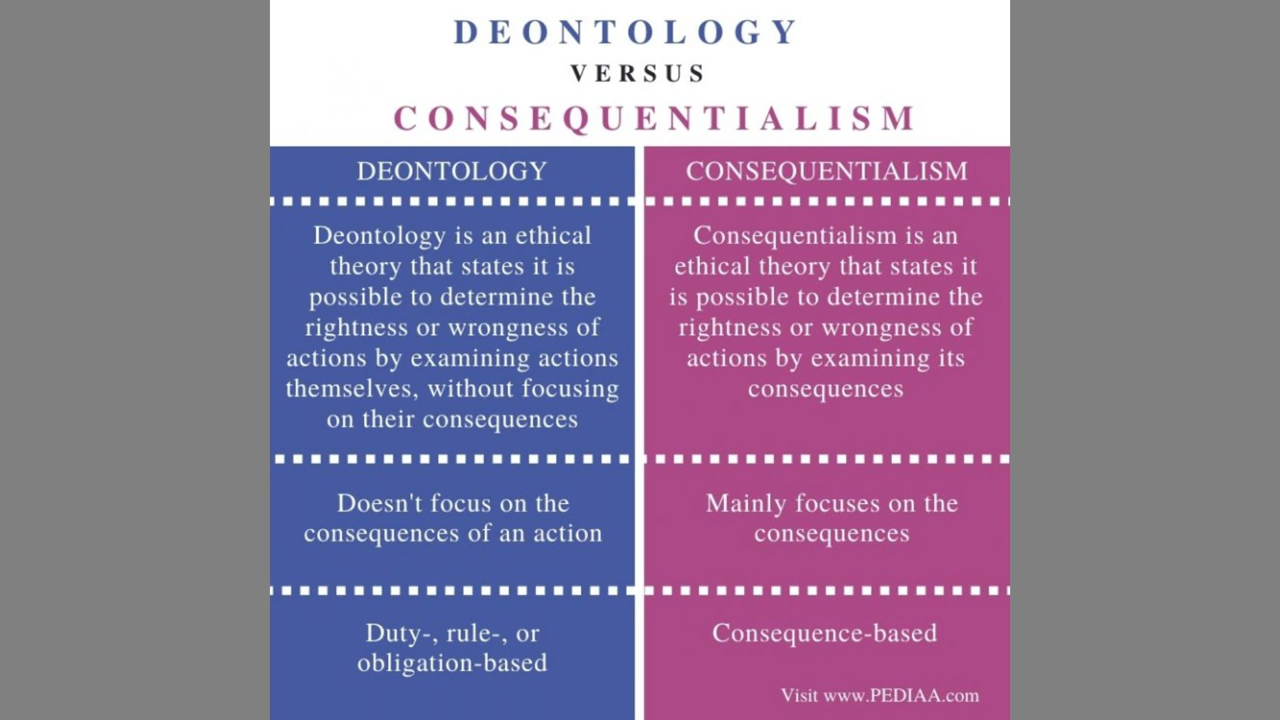 DEONTOLOGY
VERSUS
CONSEQUENTIALISM
DEONTOLOGY
Deontology is an ethical
theory that states it is
possible to determine the
rightness or wrongness of
actions by examining actions
themselves, without focusing
on their consequences
Doesn't focus on the
consequences of an action
Duty-, rule-, or
obligation-based
CONSEQUENTIALISM
Consequentialism is an
ethical theory that states it
is possible to determine the
rightness or wrongness of
actions by examining its
consequences
Mainly focuses on the
consequences
Consequence-based
Visit www.PEDIAA.com